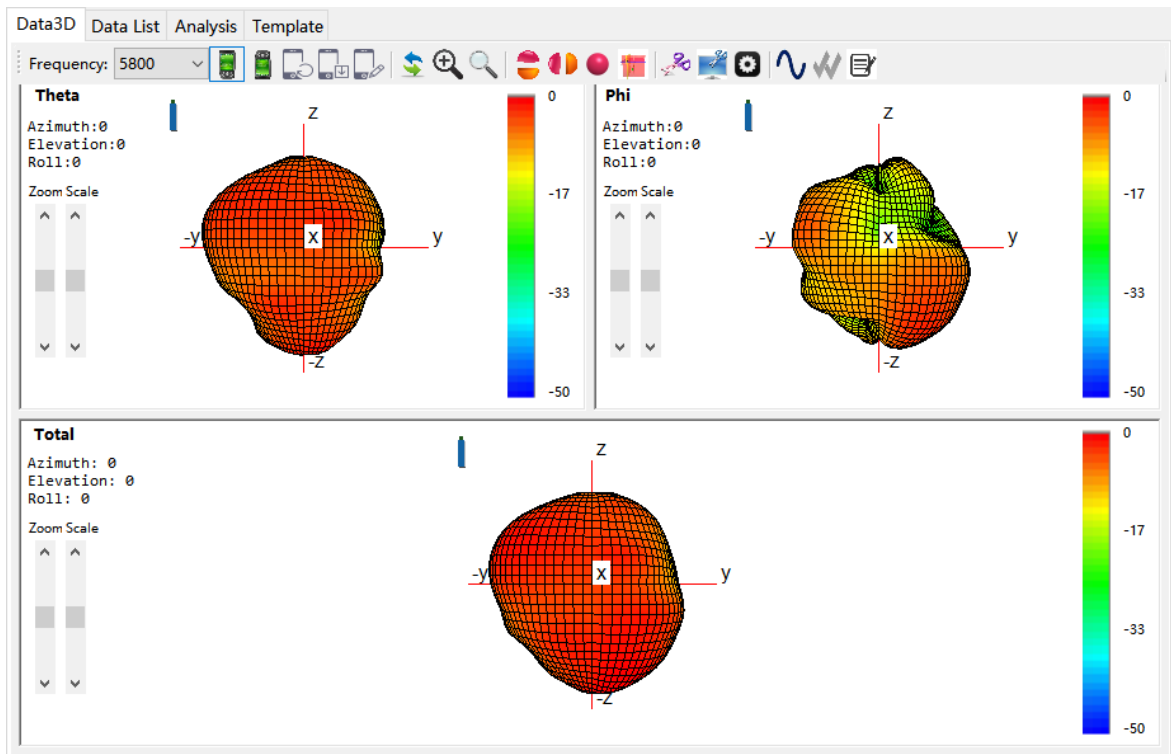 Data3D Data List Analysis Template
Frequency: 5800
Theta
Azimuth:0
Elevation:0
Roll:0
Zoom Scale
z
-y
x
y
-z
0
-17
-33
-50
Phi
Azimuth:0
Elevation:0
Roll:0
Zoom Scale
z
-y
x
y
-z
0
-17
-33
-50
Total
Azimuth: 0
Elevation: 0
Roll: 0
Zoom Scale
z
-y
x
y
-z
0
-17
-33
-50